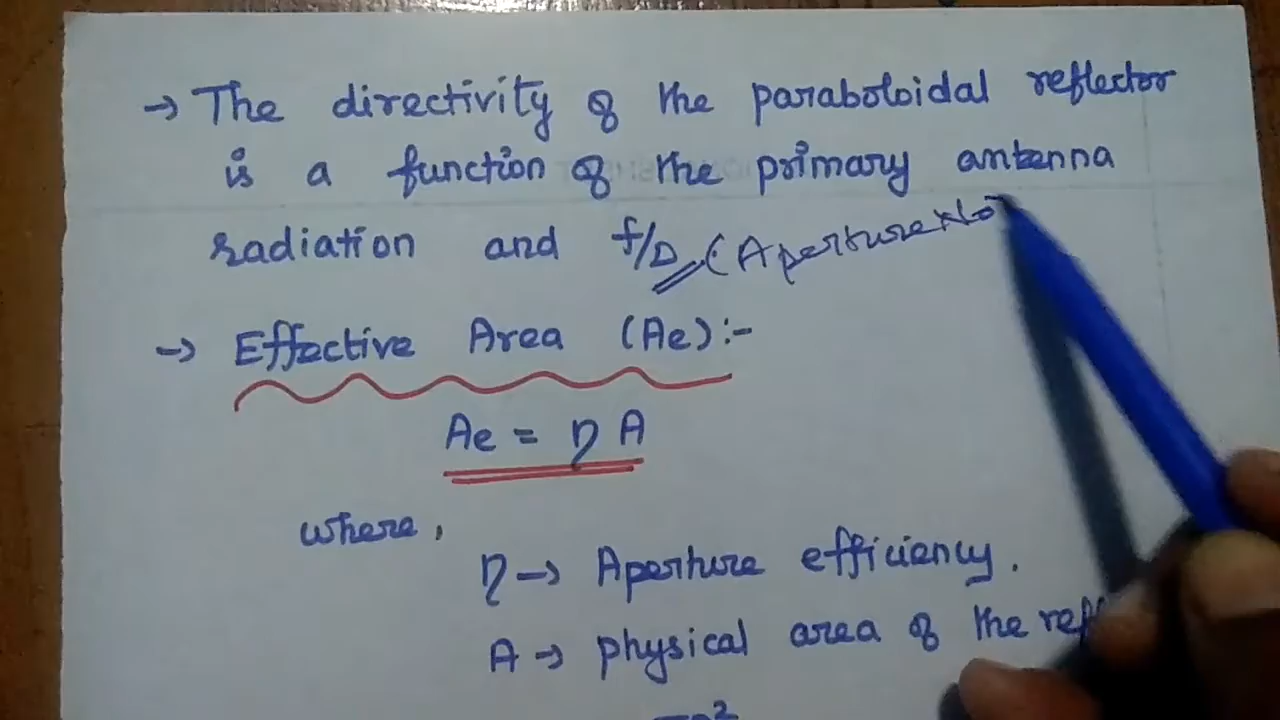 → The directivity of the paraboloidal reflector
is a function of the primary antenna
radiation and f/D (Aperture No
→ Effective Area (Ae):-
Ae = η A
where,
η → Aperture efficiency.
A → physical area of the